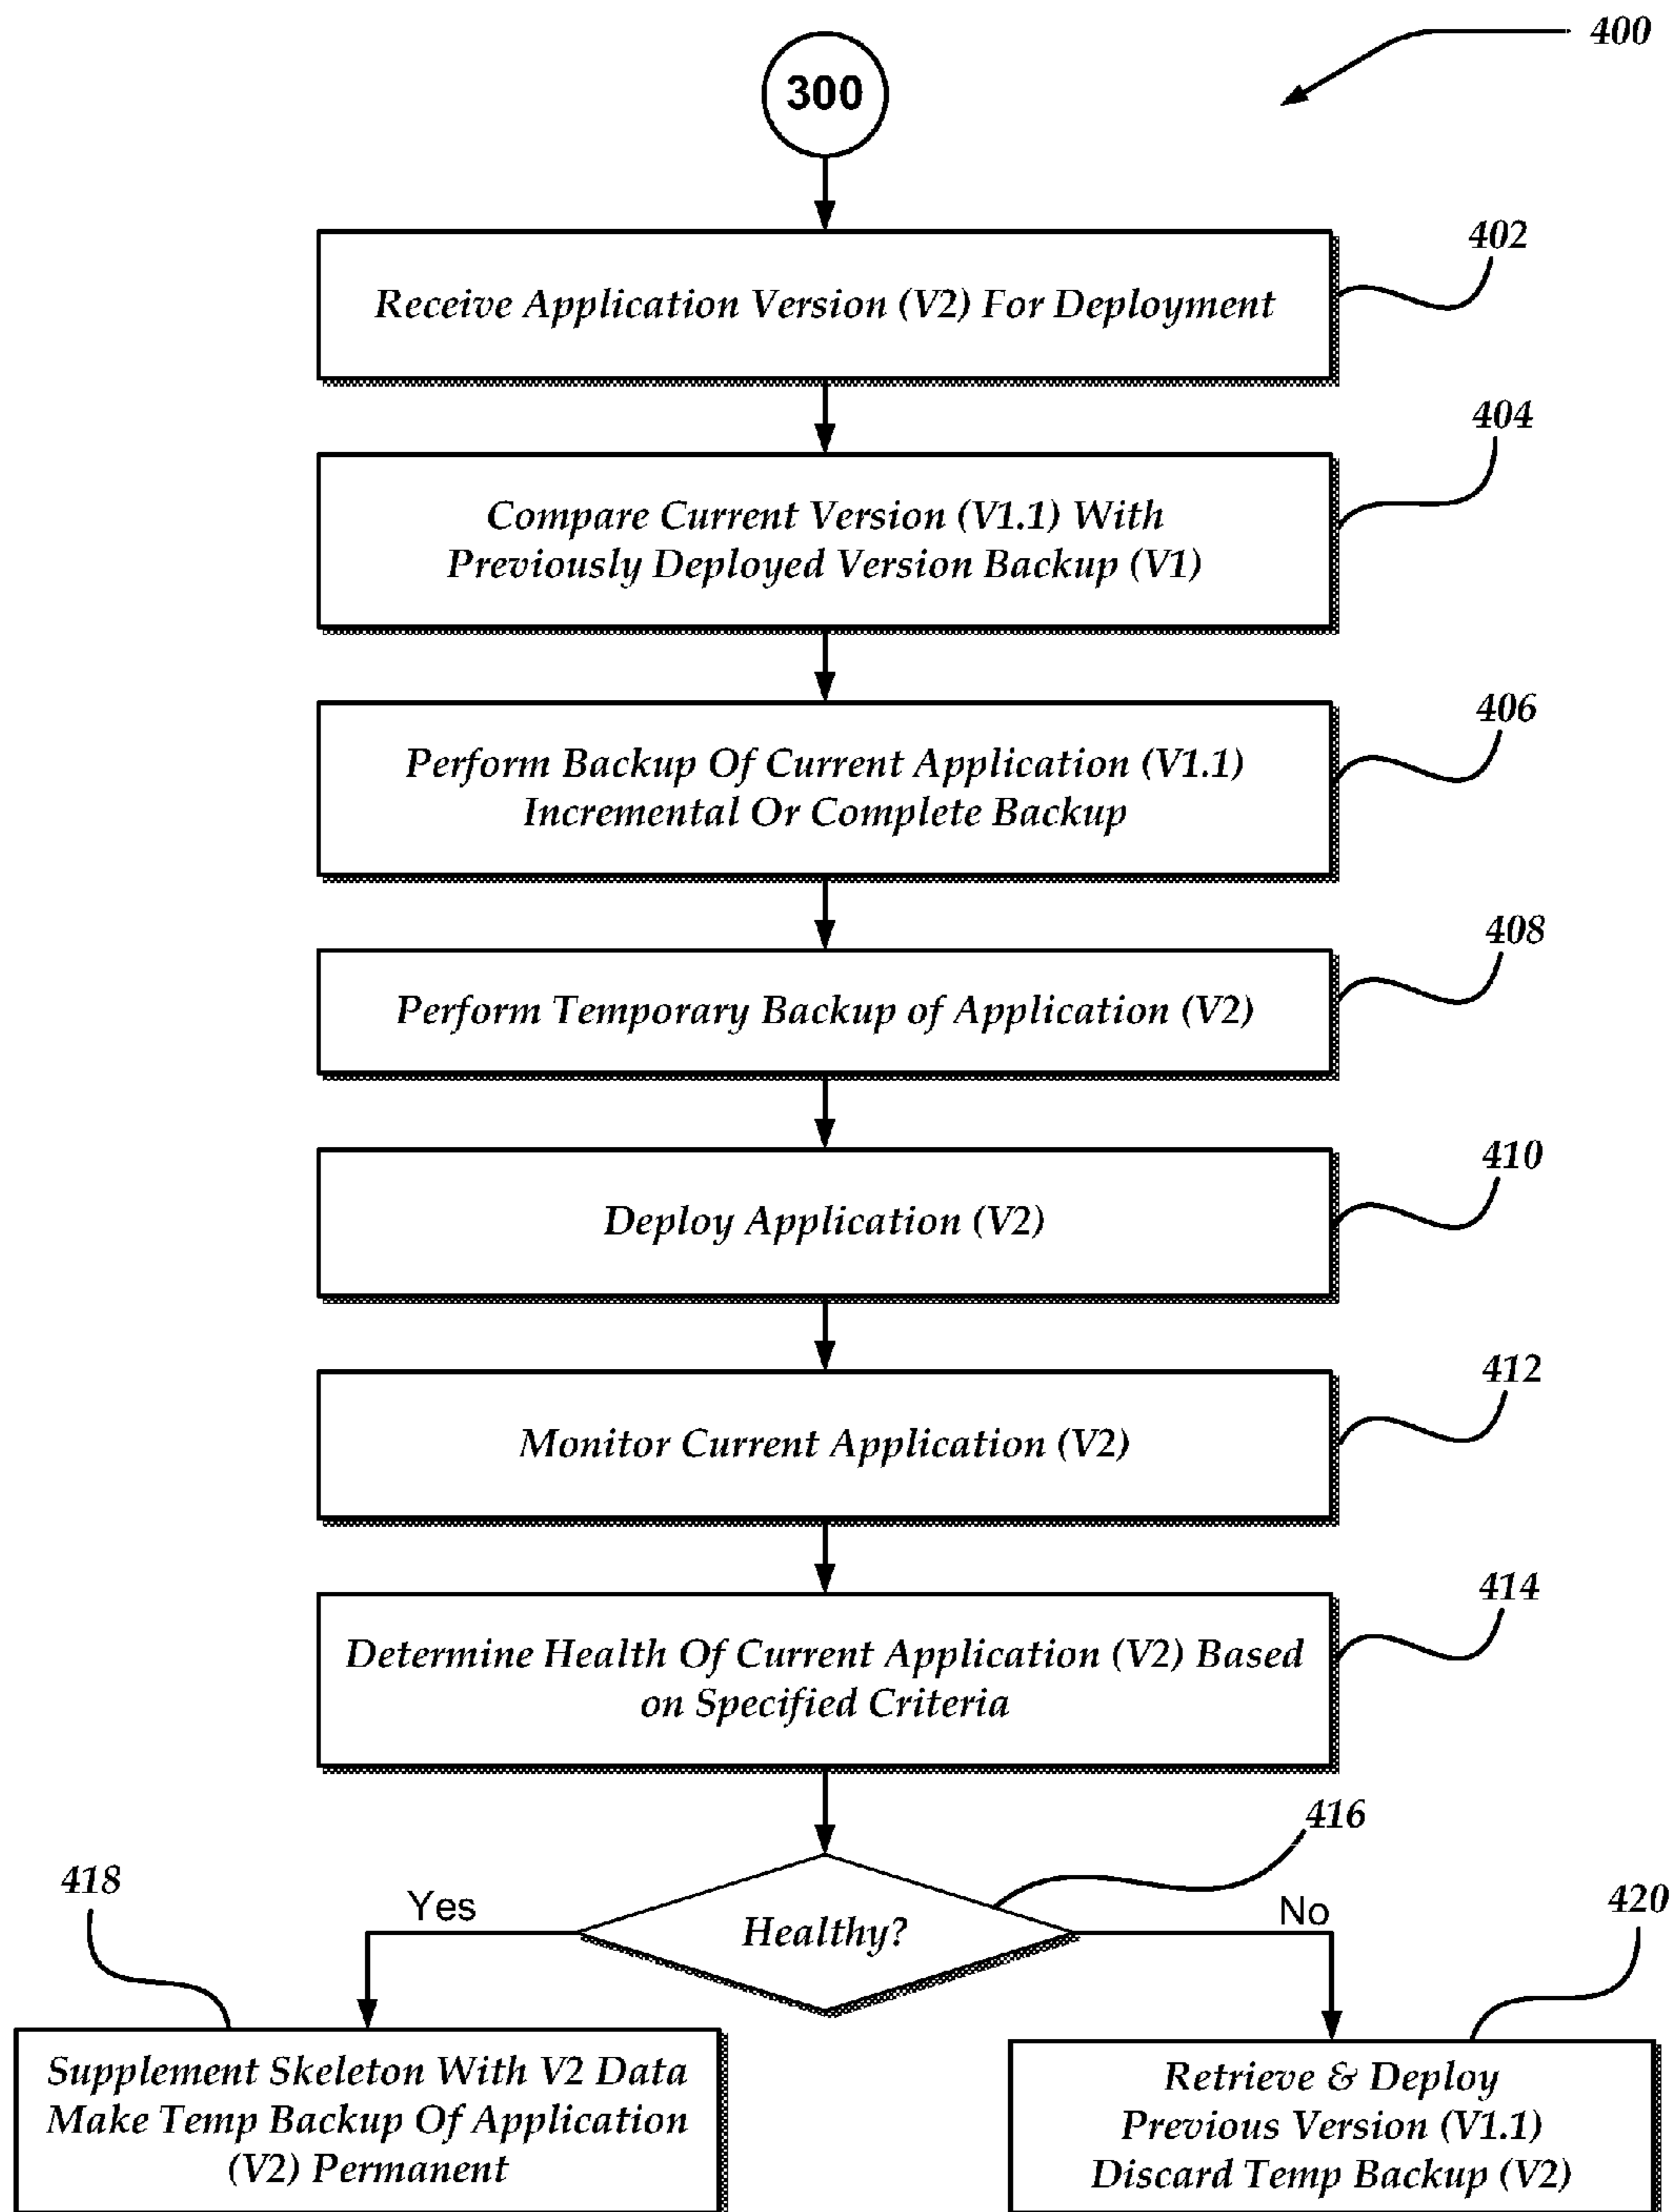 400
300
402
Receive Application Version (V2) For Deployment
404
Compare Current Version (V1.1) With
Previously Deployed Version Backup (V1)
406
Perform Backup Of Current Application (V1.1)
Incremental Or Complete Backup
408
Perform Temporary Backup of Application (V2)
410
Deploy Application (V2)
412
Monitor Current Application (V2)
414
Determine Health Of Current Application (V2) Based
on Specified Criteria
416
418
Yes
Healthy?
No
420
Supplement Skeleton With V2 Data
Make Temp Backup Of Application
(V2) Permanent
Retrieve & Deploy
Previous Version (V1.1)
Discard Temp Backup (V2)